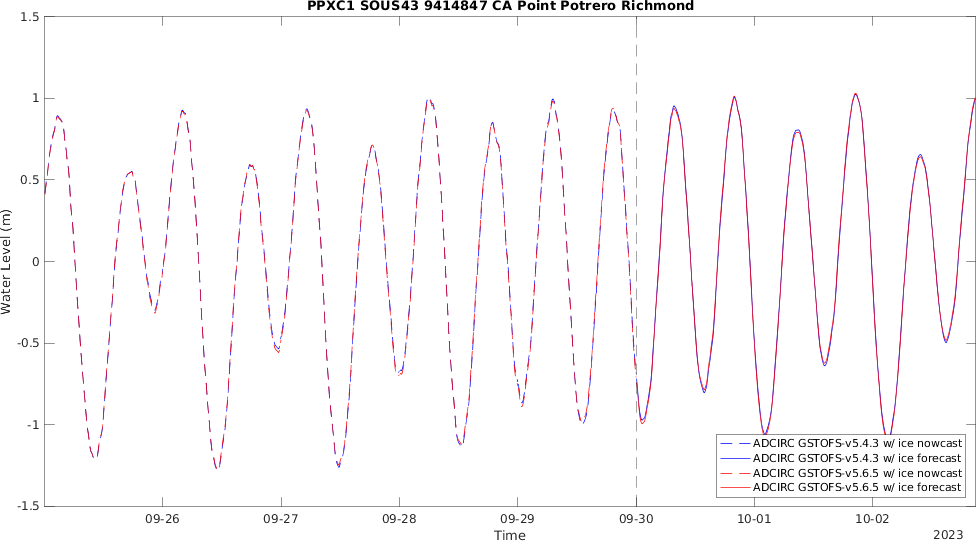 PPXC1 SOUS43 9414847 CA Point Potrero Richmond
1.5
1
0.5
0
-0.5
-1
-1.5
Water Level (m)
09-26
09-27
09-28
09-29
09-30
10-01
10-02
Time
2023
ADCIRC GSTOFS-v5.4.3 w/ ice nowcast
ADCIRC GSTOFS-v5.4.3 w/ ice forecast
ADCIRC GSTOFS-v5.6.5 w/ ice nowcast
ADCIRC GSTOFS-v5.6.5 w/ ice forecast